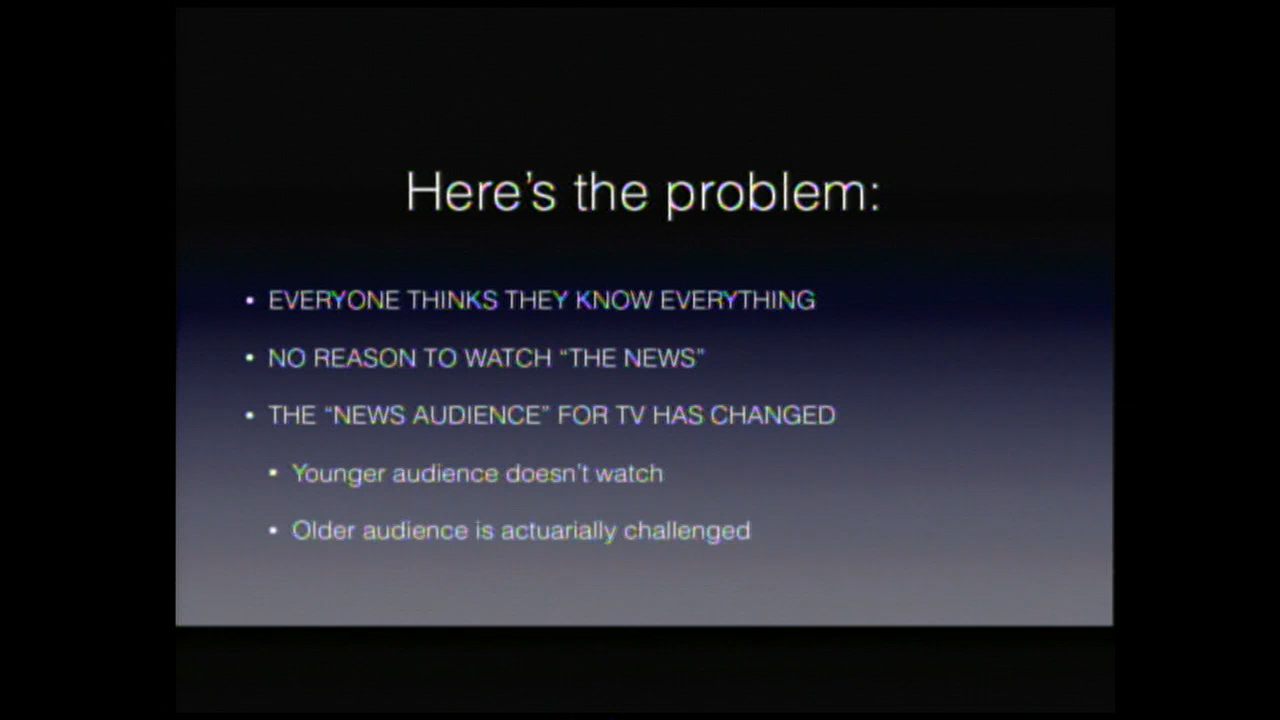 Here's the problem:
• EVERYONE THINKS THEY KNOW EVERYTHING
• NO REASON TO WATCH “THE NEWS”
• THE “NEWS AUDIENCE” FOR TV HAS CHANGED
• Younger audience doesn't watch
• Older audience is actuarially challenged